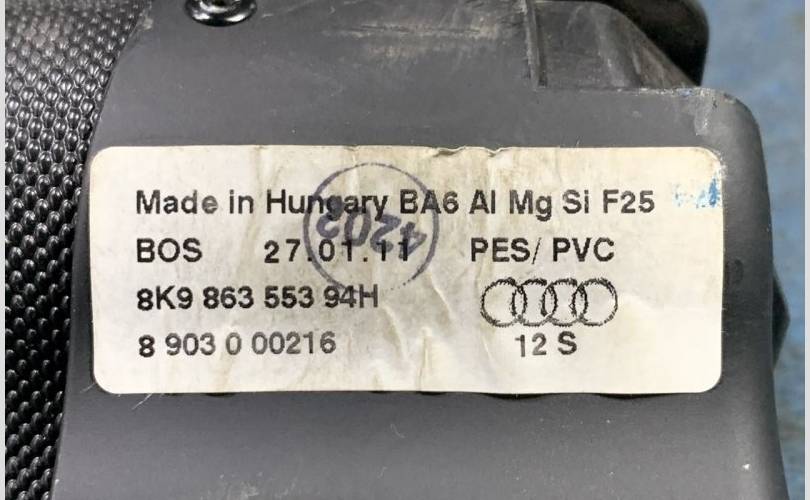 Made in Hungary BA6 Al Mg Si F25
BOS 27.01.11 PES/ PVC
4202
8K9 863 553 94H
8 903 0 00216
12 S